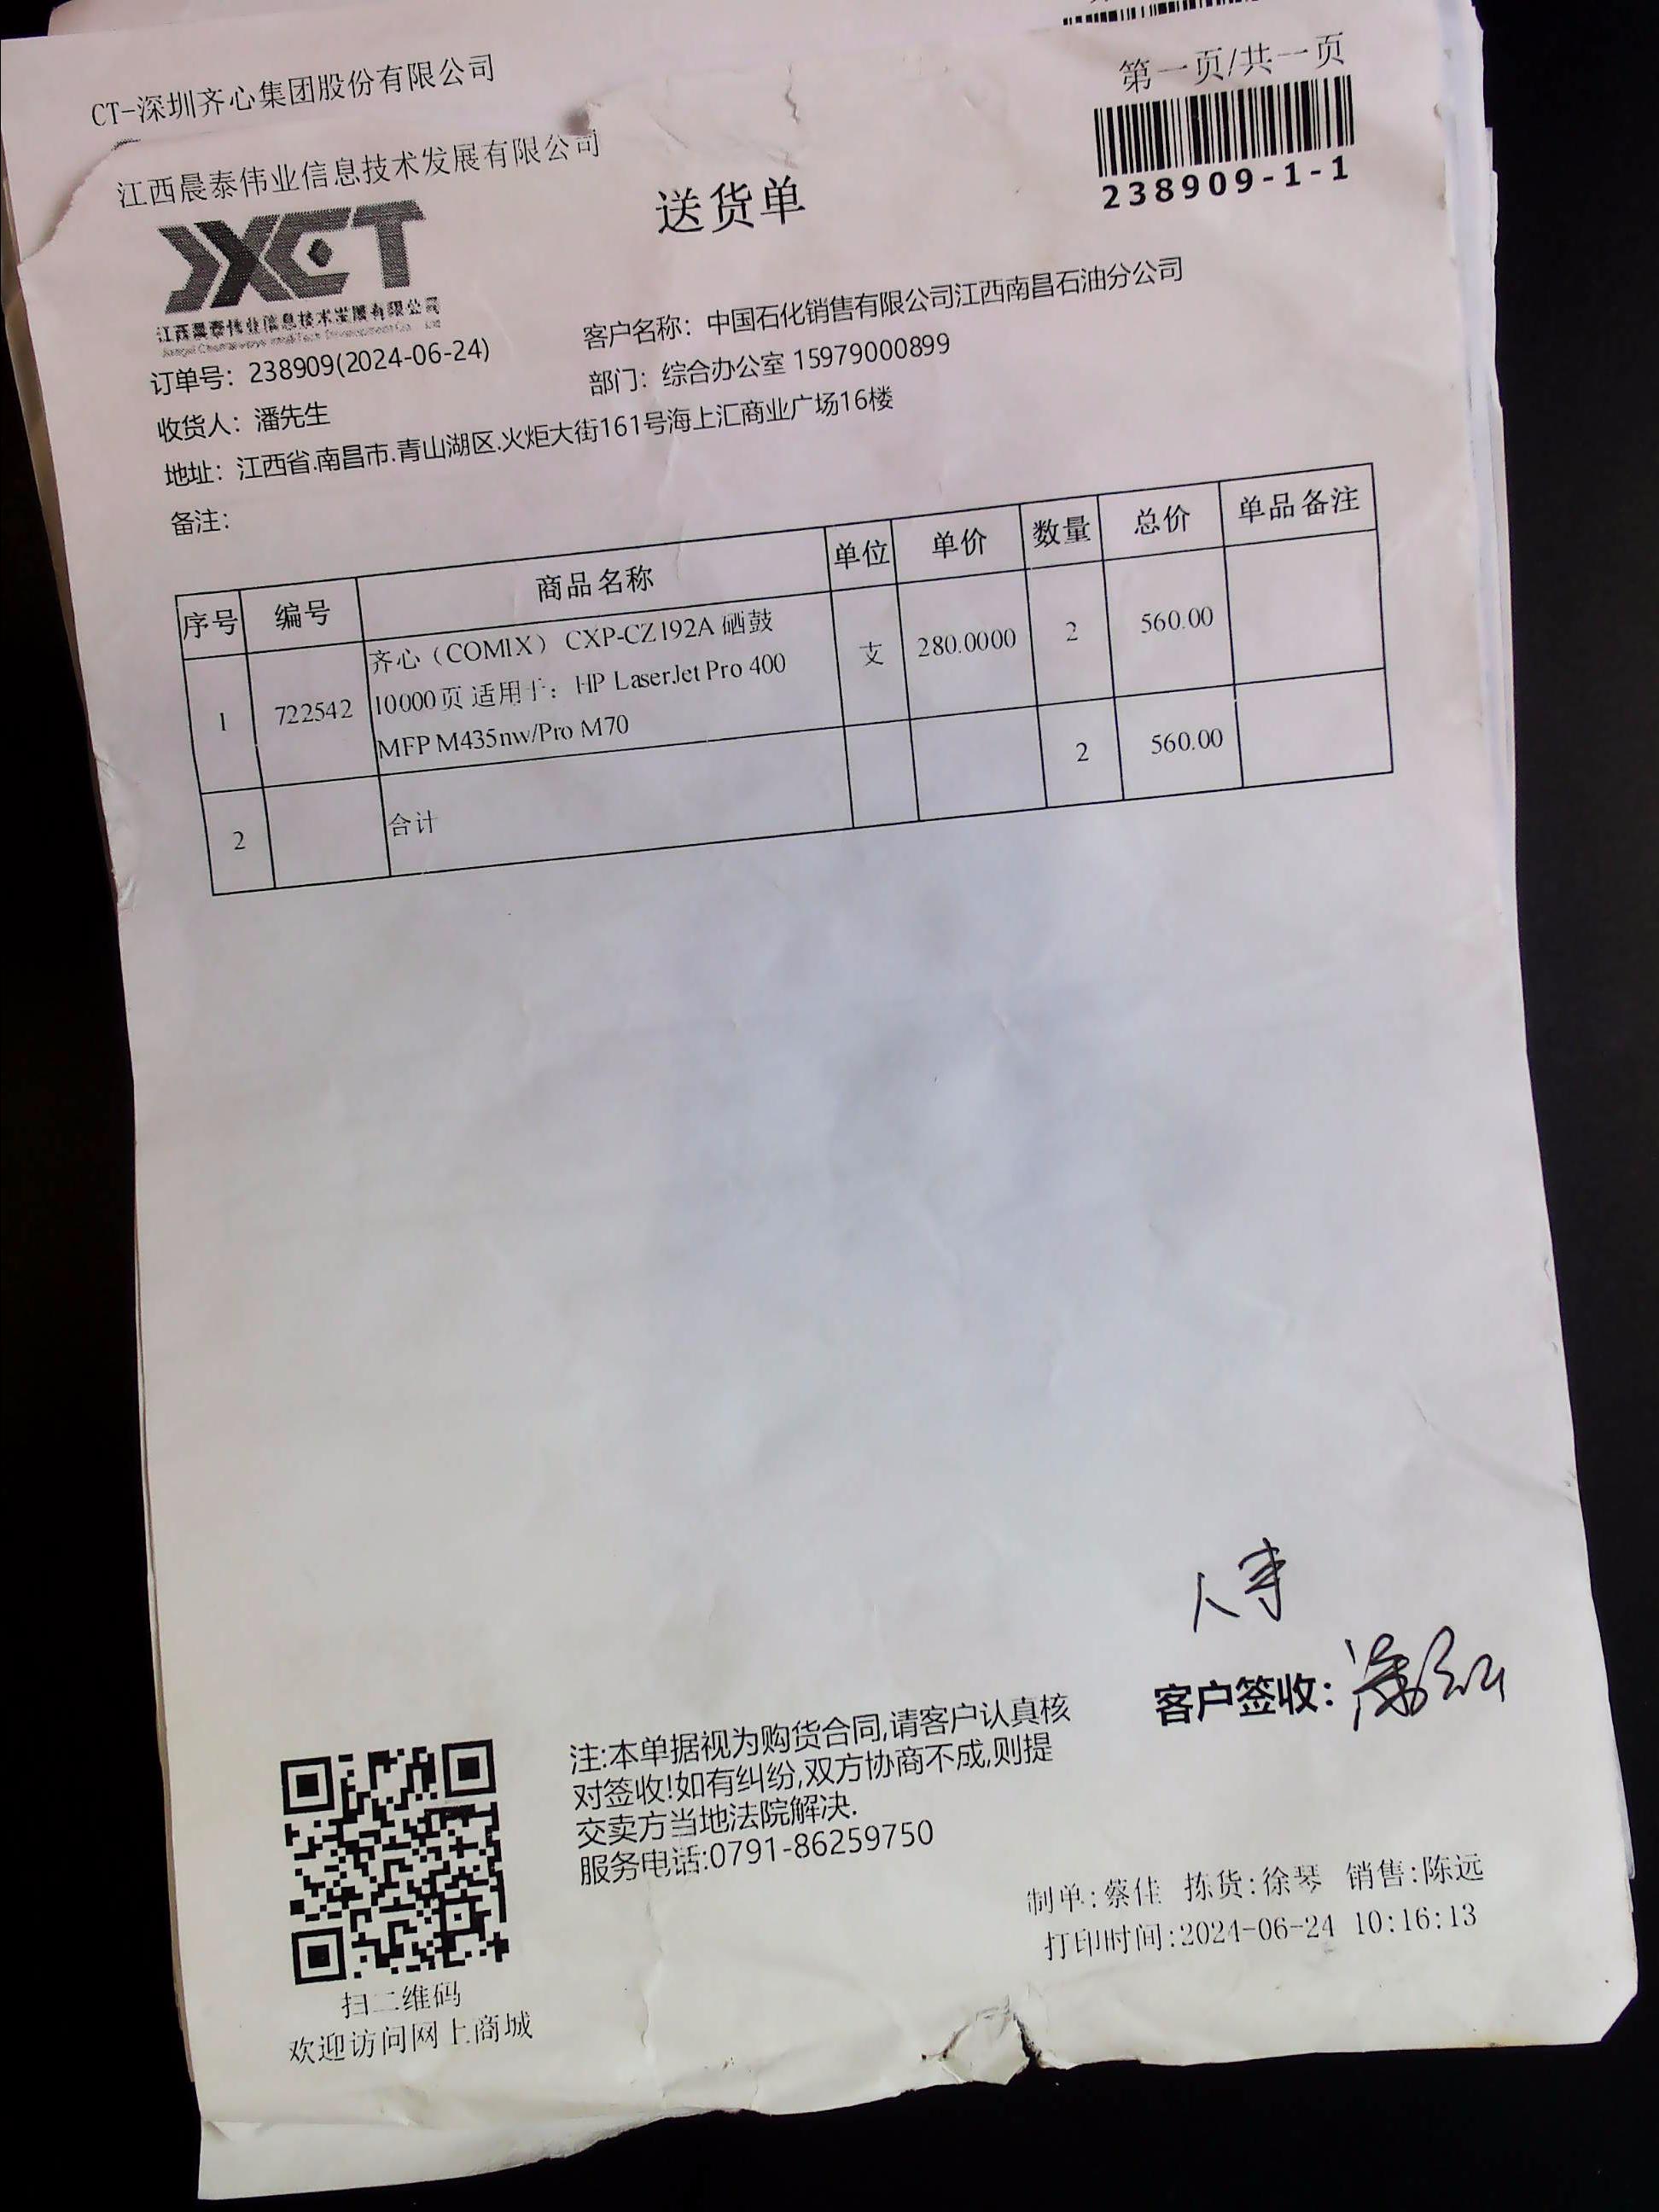 CT-深圳齐心集团股份有限公司
第一页/共一页
江西晨泰伟业信息技术发展有限公司
238909-1-1
送货单
XCT
江西晨泰伟业信息技术发展有限公司
订单号：238909(2024-06-24)
客户名称：中国石化销售有限公司江西南昌石油分公司
收货人：潘先生
部门：综合办公室 15979000899
地址：江西省.南昌市.青山湖区.火炬大街161号海上汇商业广场16楼
备注：
序号 编号 商品名称 单位 单价 数量 总价 单品备注
1 722542 齐心（COMIX） CXP-CZ192A 硒鼓 支 280.0000 2 560.00
10000页 适用于：HP LaserJet Pro 400
MFP M435nw/Pro M70
2 合计 2 560.00
人事
客户签收：
注:本单据视为购货合同,请客户认真核
对签收!如有纠纷,双方协商不成,则提
交卖方当地法院解决.
服务电话:0791-86259750
制单:蔡佳 拣货:徐琴 销售:陈远
打印时间:2024-06-24 10:16:13
扫二维码
欢迎访问网上商城